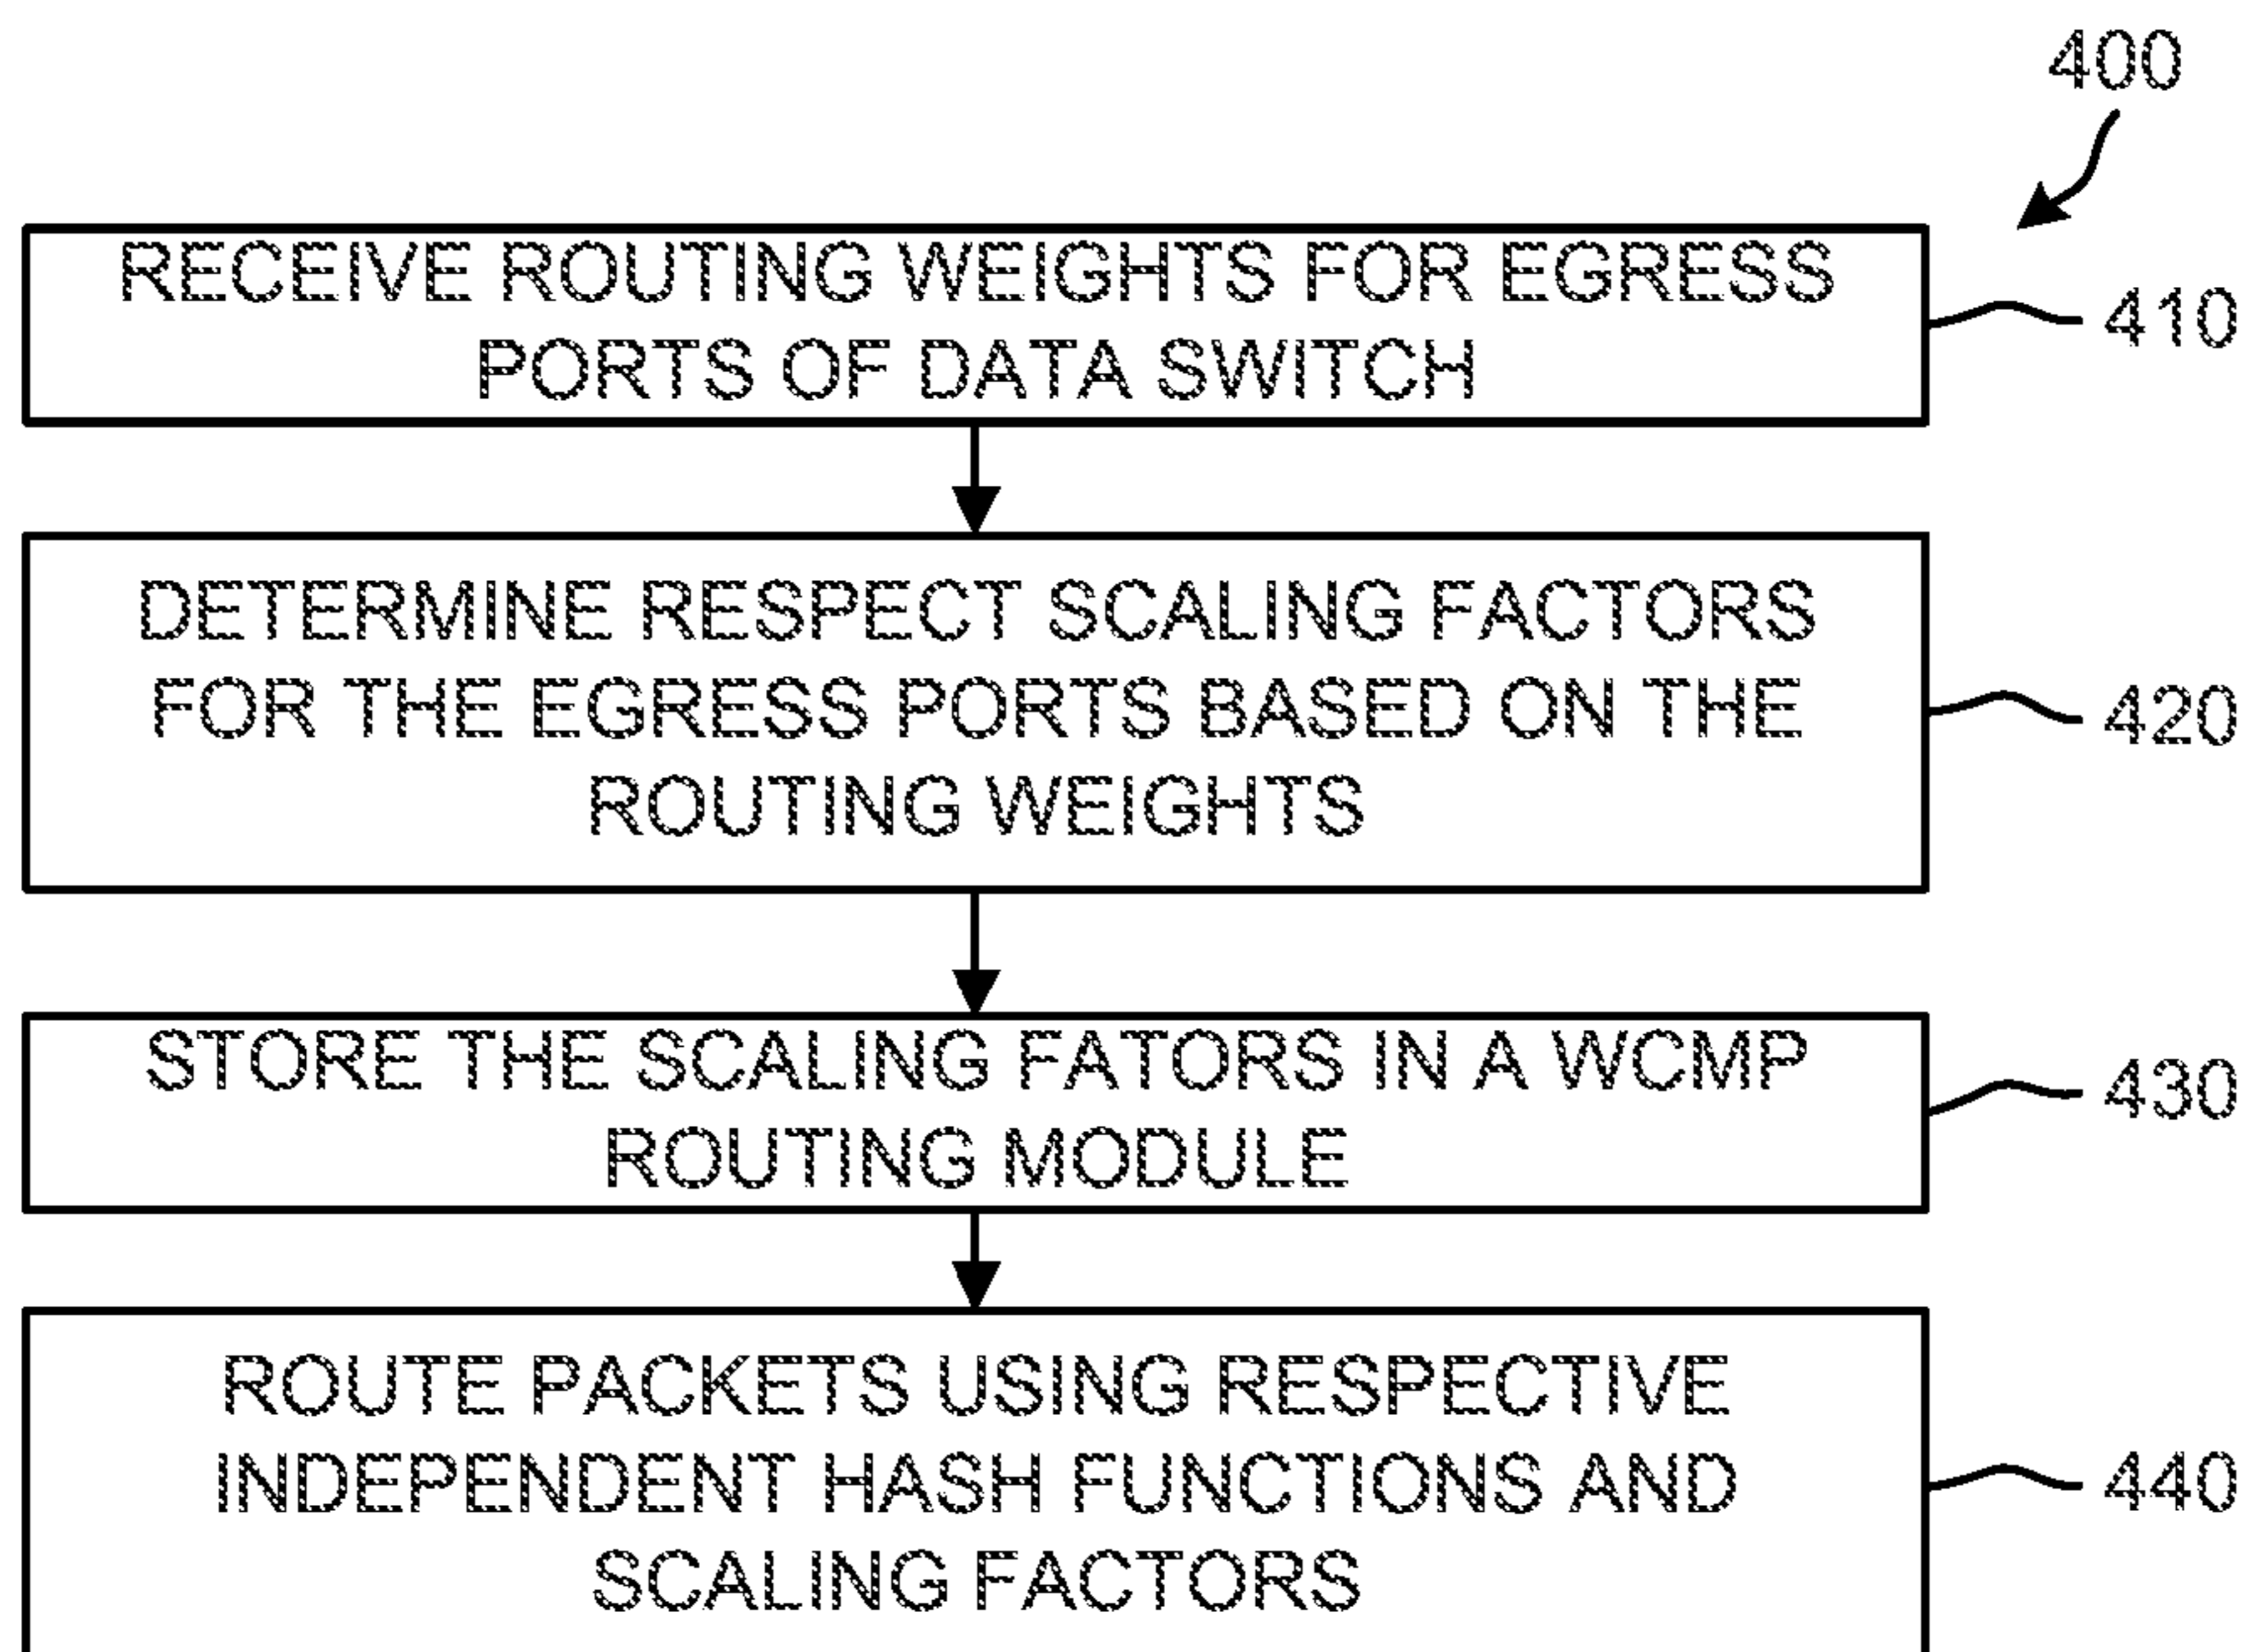 400
RECEIVE ROUTING WEIGHTS FOR EGRESS
PORTS OF DATA SWITCH
410
DETERMINE RESPECT SCALING FACTORS
FOR THE EGRESS PORTS BASED ON THE
ROUTING WEIGHTS
420
STORE THE SCALING FATORS IN A WCMP
ROUTING MODULE
430
ROUTE PACKETS USING RESPECTIVE
INDEPENDENT HASH FUNCTIONS AND
SCALING FACTORS
440